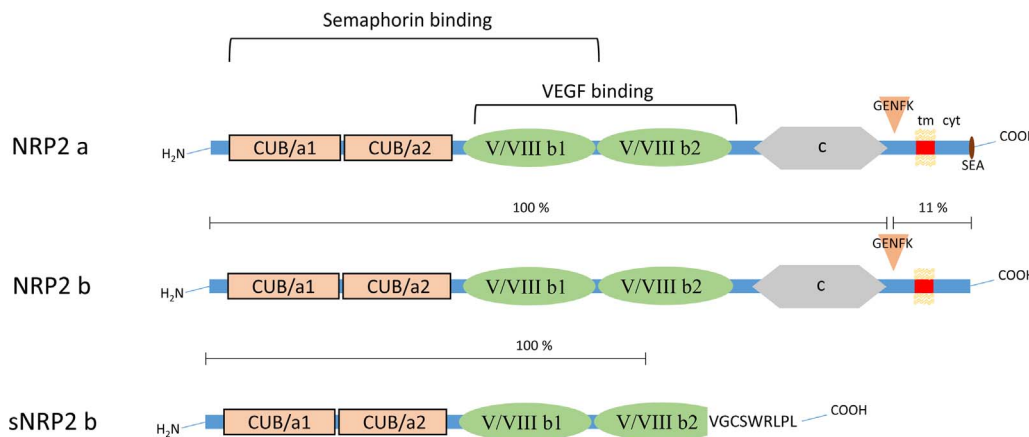 Semaphorin binding
VEGF binding
GENFK
tm cyt
NRP2 a
H2N
CUB/a1 CUB/a2 V/VIII b1 V/VIII b2 c
COOH
SEA
100 % 11 %
GENFK
NRP2 b
H2N
CUB/a1 CUB/a2 V/VIII b1 V/VIII b2 c
COOH
100 %
sNRP2 b
H2N
CUB/a1 CUB/a2 V/VIII b1 V/VIII b2 VGCSWRLPL
COOH